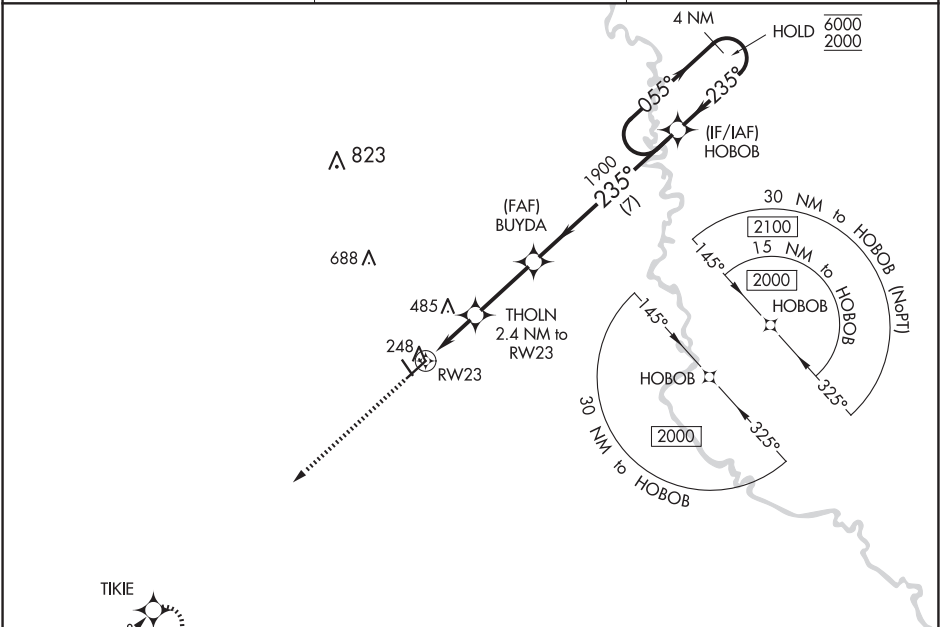 4 NM
HOLD 6000
2000
055°
235°
(IF/IAF)
HOBOB
823
1900
235°
(7)
(FAF)
BUYDA
30 NM to HOBOB (NoPT)
2100
15 NM to HOBOB
145°
2000
HOBOB
325°
688
485
THOLN
2.4 NM to
RW23
248
RW23
145°
HOBOB
2000
325°
30 NM to HOBOB
TIKIE